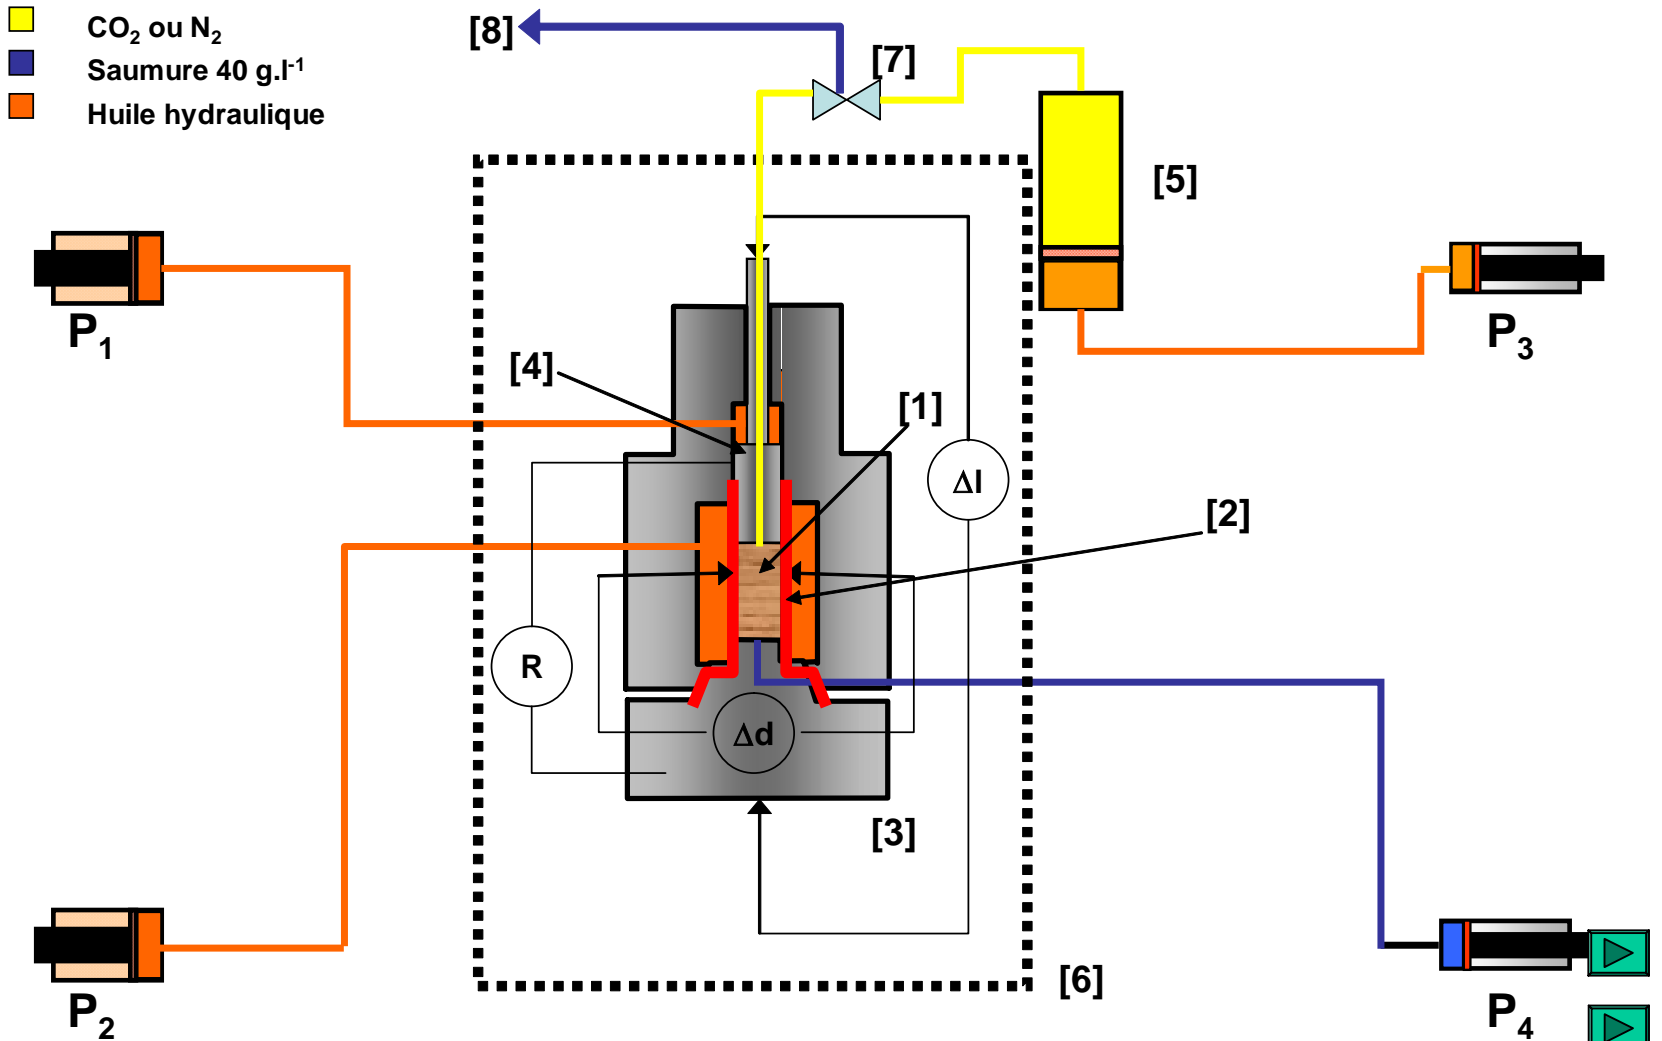 CO₂ ou N₂
Saumure 40 g.l⁻¹
Huile hydraulique
[8]
[7]
[5]
P₁
P₃
[4]
[1]
Δl
[2]
R
Δd
[3]
[6]
P₂
P₄